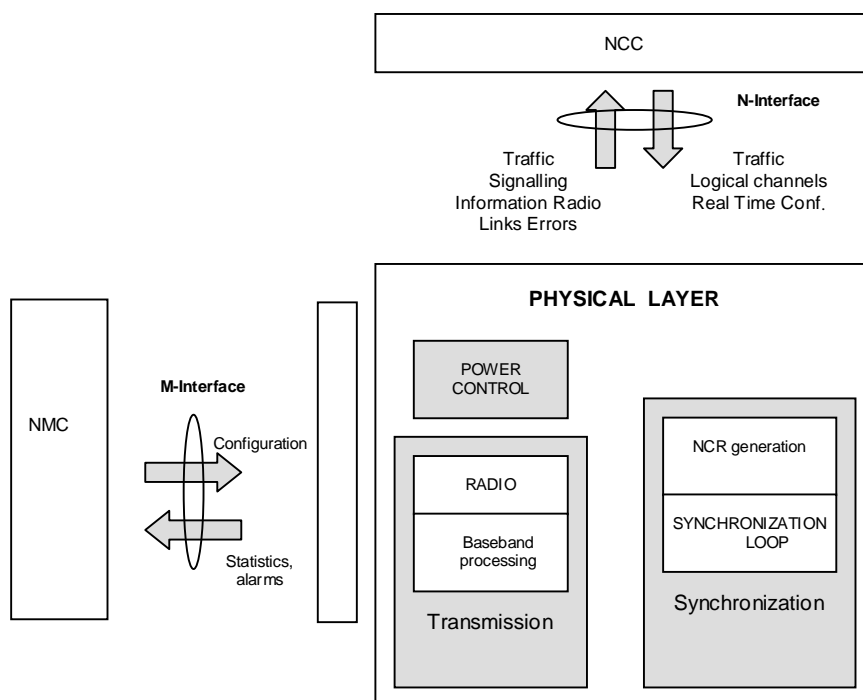 NCC
N-Interface
Traffic
Signalling
Information Radio
Links Errors
Traffic
Logical channels
Real Time Conf.
PHYSICAL LAYER
POWER
CONTROL
M-Interface
NMC
Configuration
Statistics,
alarms
RADIO
Baseband
processing
Transmission
NCR generation
SYNCHRONIZATION
LOOP
Synchronization